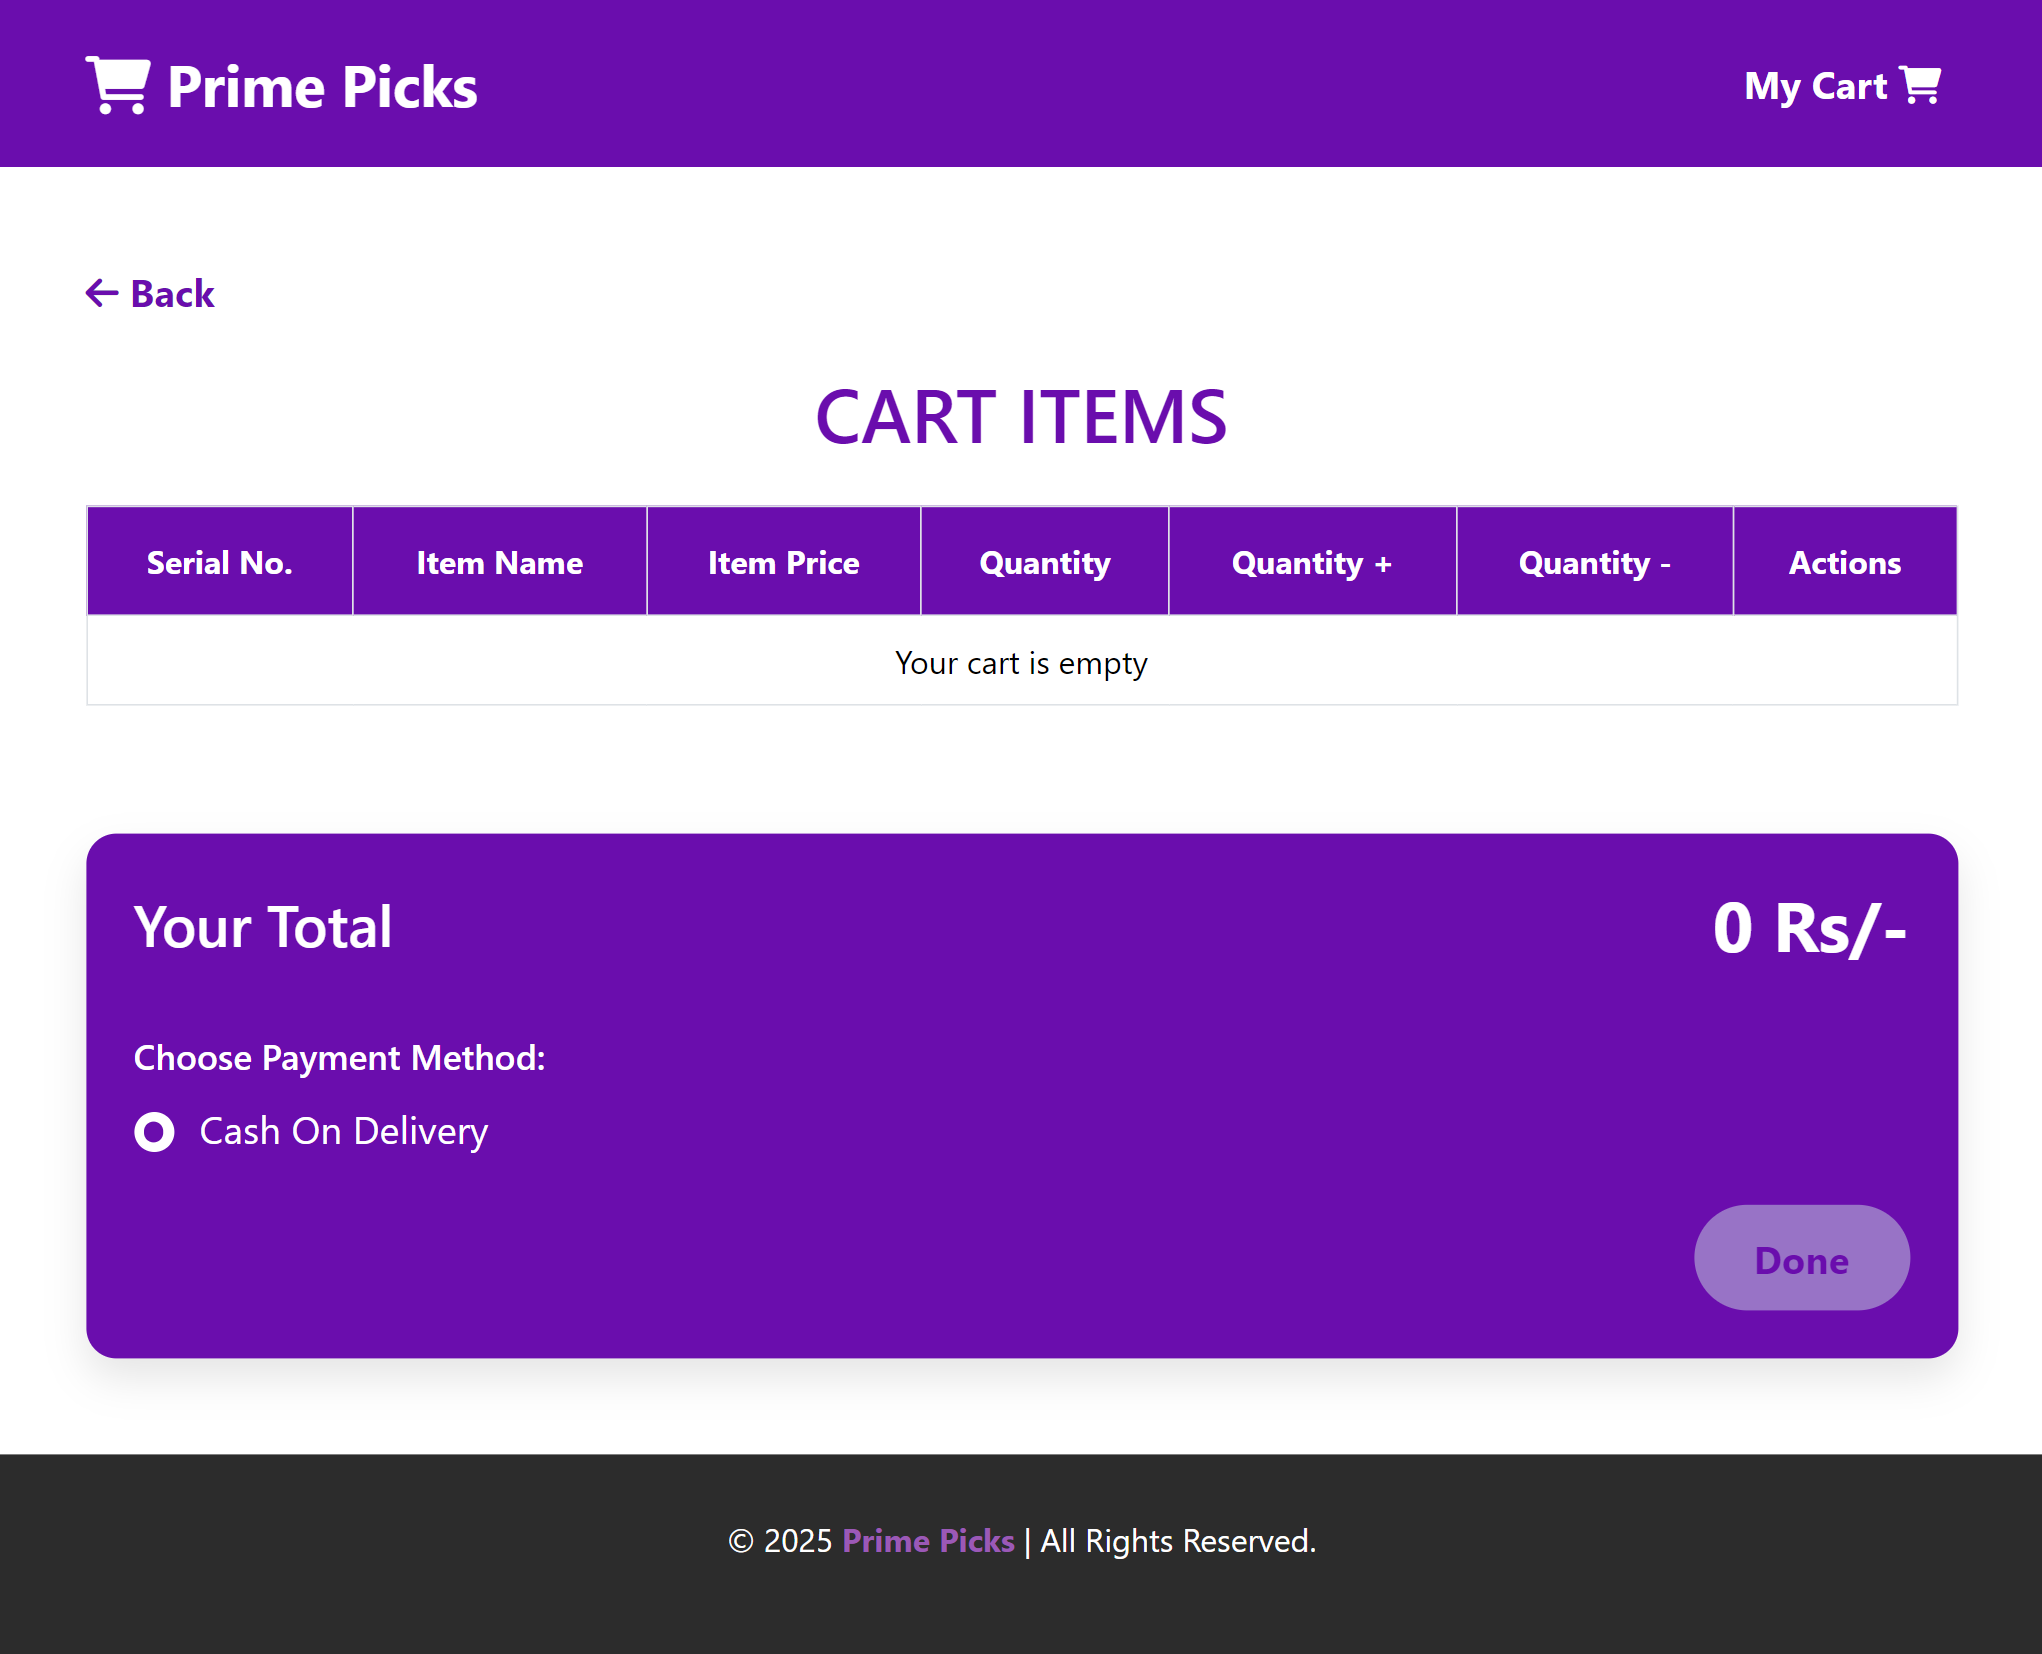 Prime Picks
My Cart
Back
CART ITEMS
Serial No. Item Name Item Price Quantity Quantity + Quantity - Actions
Your cart is empty
Your Total 0 Rs/-
Choose Payment Method:
Cash On Delivery
Done
© 2025 Prime Picks | All Rights Reserved.